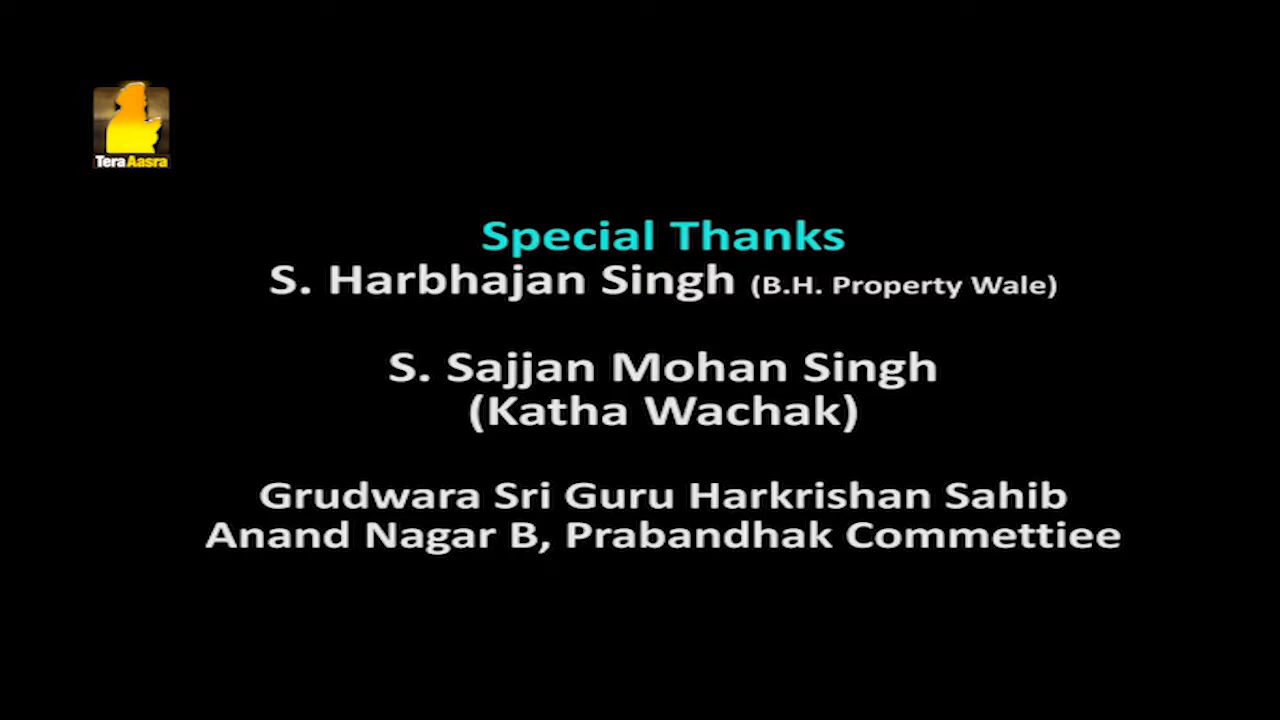 Tera Aasra
Special Thanks
S. Harbhajan Singh (B.H. Property Wale)
S. Sajjan Mohan Singh
(Katha Wachak)
Grudwara Sri Guru Harkrishan Sahib
Anand Nagar B, Prabandhak Commettiee